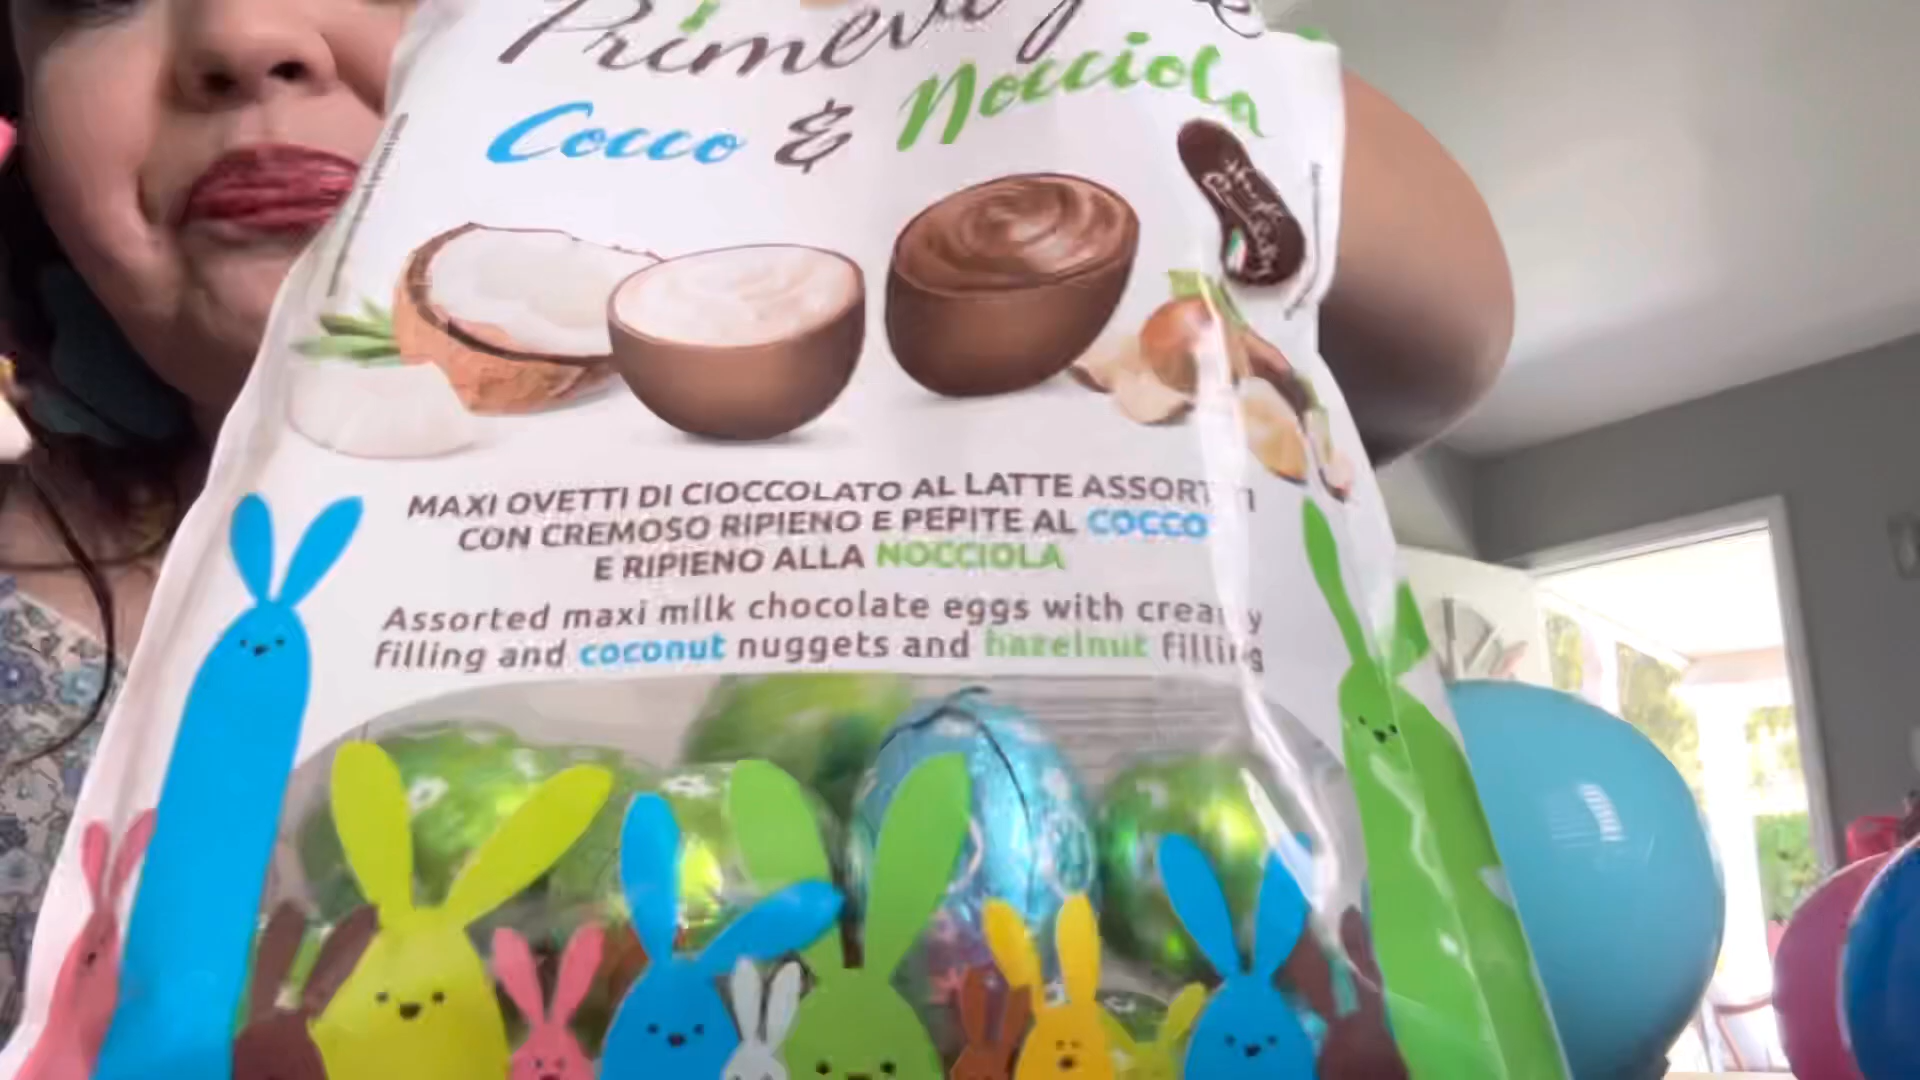 Cocco & Nocciola
MAXI OVETTI DI CIOCCOLATO AL LATTE
CON CREMOSO RIPIENO E PEPITE AL COCCO
E RIPIENO ALLA NOCCIOLA
Assorted maxi milk chocolate eggs with
filling and coconut nuggets and hazelnut